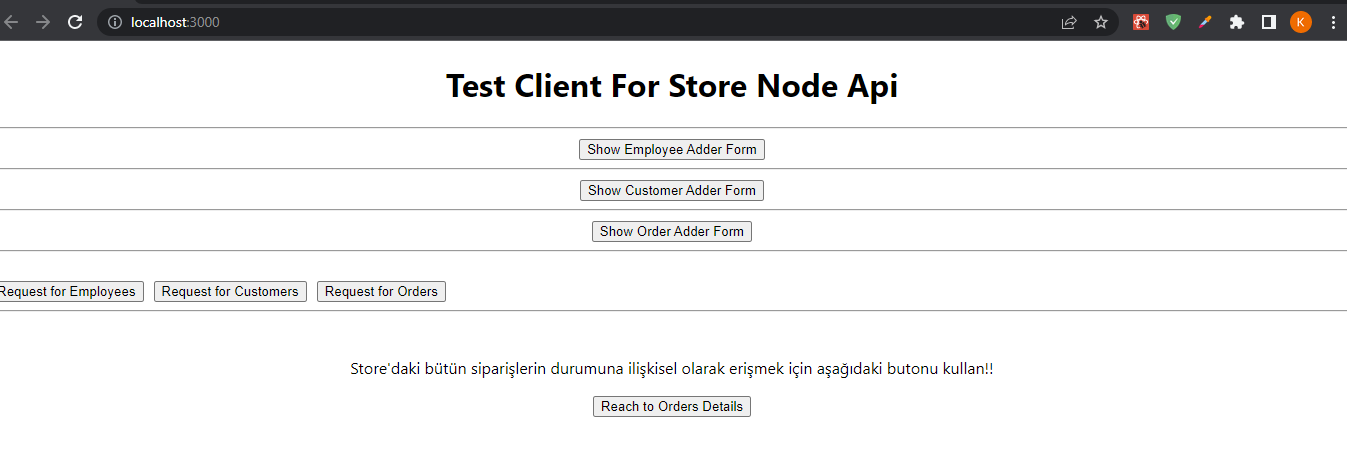 localhost:3000
K
Test Client For Store Node Api
Show Employee Adder Form
Show Customer Adder Form
Show Order Adder Form
Request for Employees Request for Customers Request for Orders
Store'daki bütün siparişlerin durumuna ilişkisel olarak erişmek için aşağıdaki butonu kullan!!
Reach to Orders Details